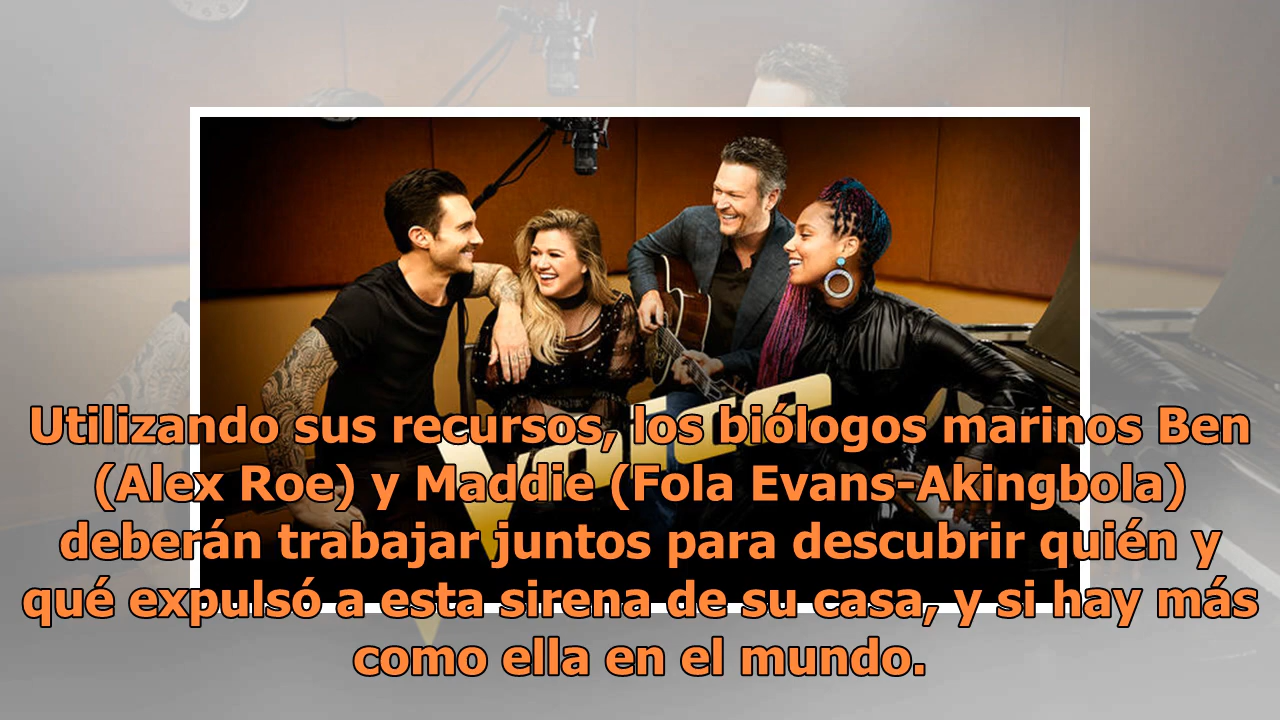 Voice
Utilizando sus recursos, los biólogos marinos Ben
(Alex Roe) y Maddie (Fola Evans-Akingbola)
deberán trabajar juntos para descubrir quién y
qué expulsó a esta sirena de su casa, y si hay más
como ella en el mundo.